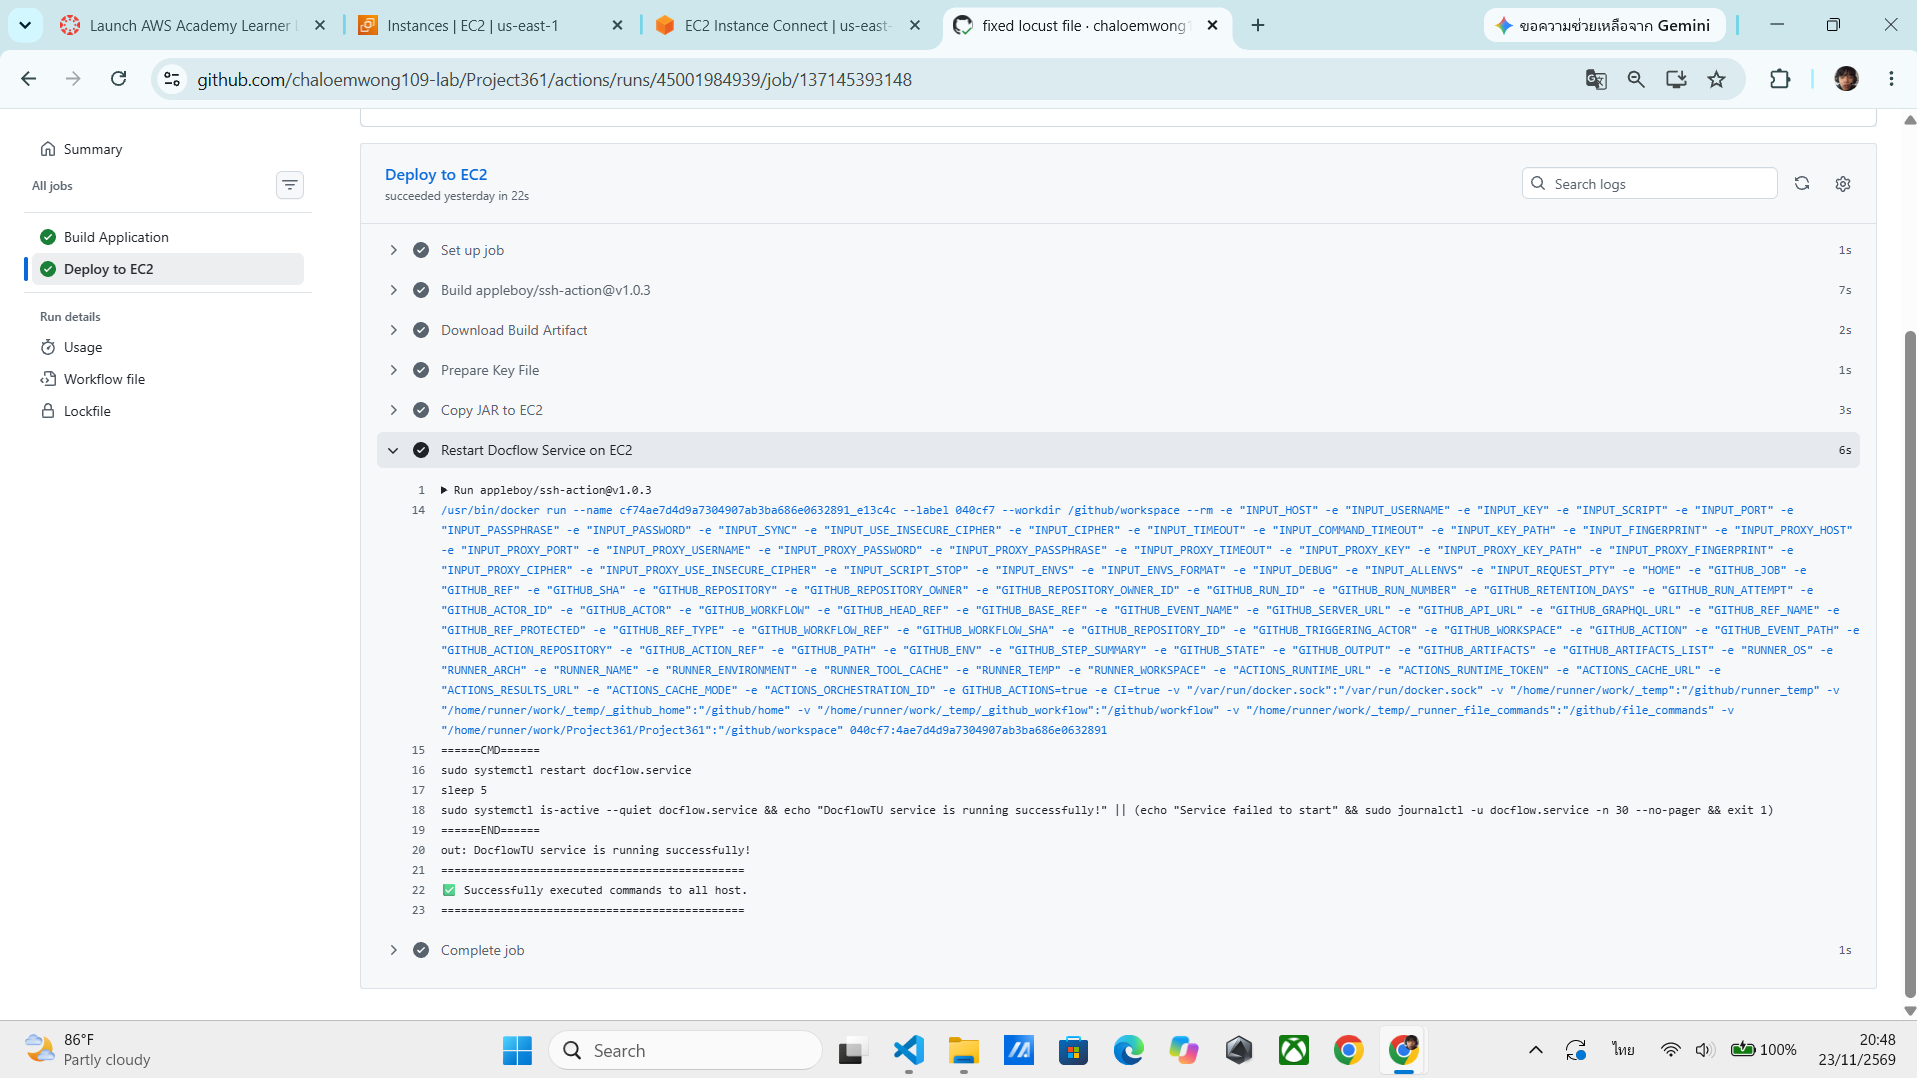 Launch AWS Academy Learner L
Instances | EC2 | us-east-1
EC2 Instance Connect | us-east-
fixed locust file · chaloemwong1
ขอความช่วยเหลือจาก Gemini
github.com/chaloemwong109-lab/Project361/actions/runs/45001984939/job/137145393148
Summary
All jobs
Build Application
Deploy to EC2
Run details
Usage
Workflow file
Lockfile
Deploy to EC2
succeeded yesterday in 22s
Search logs
Set up job 1s
Build appleboy/ssh-action@v1.0.3 7s
Download Build Artifact 2s
Prepare Key File 1s
Copy JAR to EC2 3s
Restart Docflow Service on EC2 6s
1 Run appleboy/ssh-action@v1.0.3
14 /usr/bin/docker run --name cf74ae7d4d9a7304907ab3ba686e0632891_e13c4c --label 040cf7 --workdir /github/workspace --rm -e "INPUT_HOST" -e "INPUT_USERNAME" -e "INPUT_KEY" -e "INPUT_SCRIPT" -e "INPUT_PORT" -e
"INPUT_PASSPHRASE" -e "INPUT_PASSWORD" -e "INPUT_SYNC" -e "INPUT_USE_INSECURE_CIPHER" -e "INPUT_CIPHER" -e "INPUT_TIMEOUT" -e "INPUT_COMMAND_TIMEOUT" -e "INPUT_KEY_PATH" -e "INPUT_FINGERPRINT" -e "INPUT_PROXY_HOST"
-e "INPUT_PROXY_PORT" -e "INPUT_PROXY_USERNAME" -e "INPUT_PROXY_PASSWORD" -e "INPUT_PROXY_PASSPHRASE" -e "INPUT_PROXY_TIMEOUT" -e "INPUT_PROXY_KEY" -e "INPUT_PROXY_KEY_PATH" -e "INPUT_PROXY_FINGERPRINT" -e
"INPUT_PROXY_CIPHER" -e "INPUT_PROXY_USE_INSECURE_CIPHER" -e "INPUT_SCRIPT_STOP" -e "INPUT_ENVS" -e "INPUT_ENVS_FORMAT" -e "INPUT_DEBUG" -e "INPUT_ALLENVS" -e "INPUT_REQUEST_PTY" -e "HOME" -e "GITHUB_JOB" -e
"GITHUB_REF" -e "GITHUB_SHA" -e "GITHUB_REPOSITORY" -e "GITHUB_REPOSITORY_OWNER" -e "GITHUB_REPOSITORY_OWNER_ID" -e "GITHUB_RUN_ID" -e "GITHUB_RUN_NUMBER" -e "GITHUB_RETENTION_DAYS" -e "GITHUB_RUN_ATTEMPT" -e
"GITHUB_ACTOR_ID" -e "GITHUB_ACTOR" -e "GITHUB_WORKFLOW" -e "GITHUB_HEAD_REF" -e "GITHUB_BASE_REF" -e "GITHUB_EVENT_NAME" -e "GITHUB_SERVER_URL" -e "GITHUB_API_URL" -e "GITHUB_GRAPHQL_URL" -e "GITHUB_REF_NAME" -e
"GITHUB_REF_PROTECTED" -e "GITHUB_REF_TYPE" -e "GITHUB_WORKFLOW_REF" -e "GITHUB_WORKFLOW_SHA" -e "GITHUB_REPOSITORY_ID" -e "GITHUB_TRIGGERING_ACTOR" -e "GITHUB_WORKSPACE" -e "GITHUB_ACTION" -e "GITHUB_EVENT_PATH" -e
"GITHUB_ACTION_REPOSITORY" -e "GITHUB_ACTION_REF" -e "GITHUB_PATH" -e "GITHUB_ENV" -e "GITHUB_STEP_SUMMARY" -e "GITHUB_STATE" -e "GITHUB_OUTPUT" -e "GITHUB_ARTIFACTS" -e "GITHUB_ARTIFACTS_LIST" -e "RUNNER_OS" -e
"RUNNER_ARCH" -e "RUNNER_NAME" -e "RUNNER_ENVIRONMENT" -e "RUNNER_TOOL_CACHE" -e "RUNNER_TEMP" -e "RUNNER_WORKSPACE" -e "ACTIONS_RUNTIME_URL" -e "ACTIONS_RUNTIME_TOKEN" -e "ACTIONS_CACHE_URL" -e
"ACTIONS_RESULTS_URL" -e "ACTIONS_CACHE_MODE" -e "ACTIONS_ORCHESTRATION_ID" -e GITHUB_ACTIONS=true -e CI=true -v "/var/run/docker.sock":"/var/run/docker.sock" -v "/home/runner/work/_temp":"/github/runner_temp" -v
"/home/runner/work/_temp/_github_home":"/github/home" -v "/home/runner/work/_temp/_github_workflow":"/github/workflow" -v "/home/runner/work/_temp/_runner_file_commands":"/github/file_commands" -v
"/home/runner/work/Project361/Project361":"/github/workspace" 040cf7:4ae7d4d9a7304907ab3ba686e0632891
15 ======CMD======
16 sudo systemctl restart docflow.service
17 sleep 5
18 sudo systemctl is-active --quiet docflow.service && echo "DocflowTU service is running successfully!" || (echo "Service failed to start" && sudo journalctl -u docflow.service -n 30 --no-pager && exit 1)
19 ======END======
20 out: DocflowTU service is running successfully!
21 ==============================================
22 ✅ Successfully executed commands to all host.
23 ==============================================
Complete job 1s
86°F
Partly cloudy
Search
ไทย
100%
20:48
23/11/2569